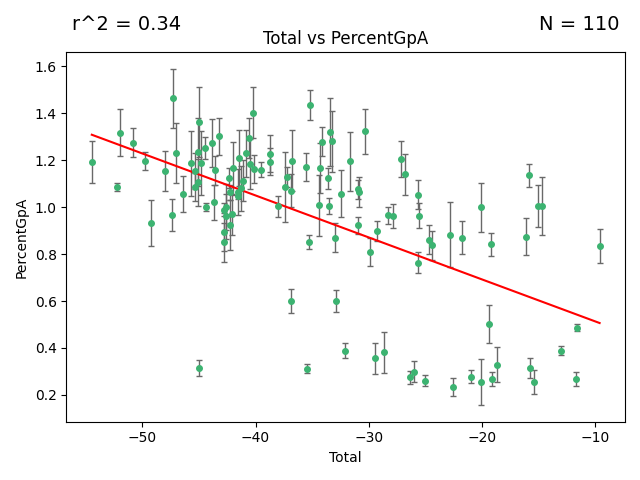 r^2 = 0.34
N = 110
Total vs PercentGpA
1.6
1.4
1.2
1.0
0.8
0.6
0.4
0.2
PercentGpA
−50
−40
−30
−20
−10
Total